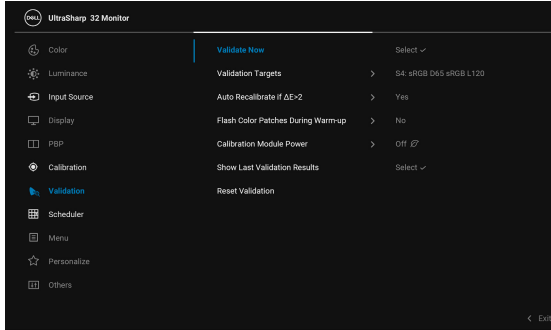 DELL UltraSharp 32 Monitor
Color
Luminance
Input Source
Display
PBP
Calibration
Validation
Scheduler
Menu
Personalize
Others
Validate Now Select
Validation Targets S4: sRGB D65 sRGB L120
Auto Recalibrate if ΔE>2 Yes
Flash Color Patches During Warm-up No
Calibration Module Power Off
Show Last Validation Results Select
Reset Validation
Exit